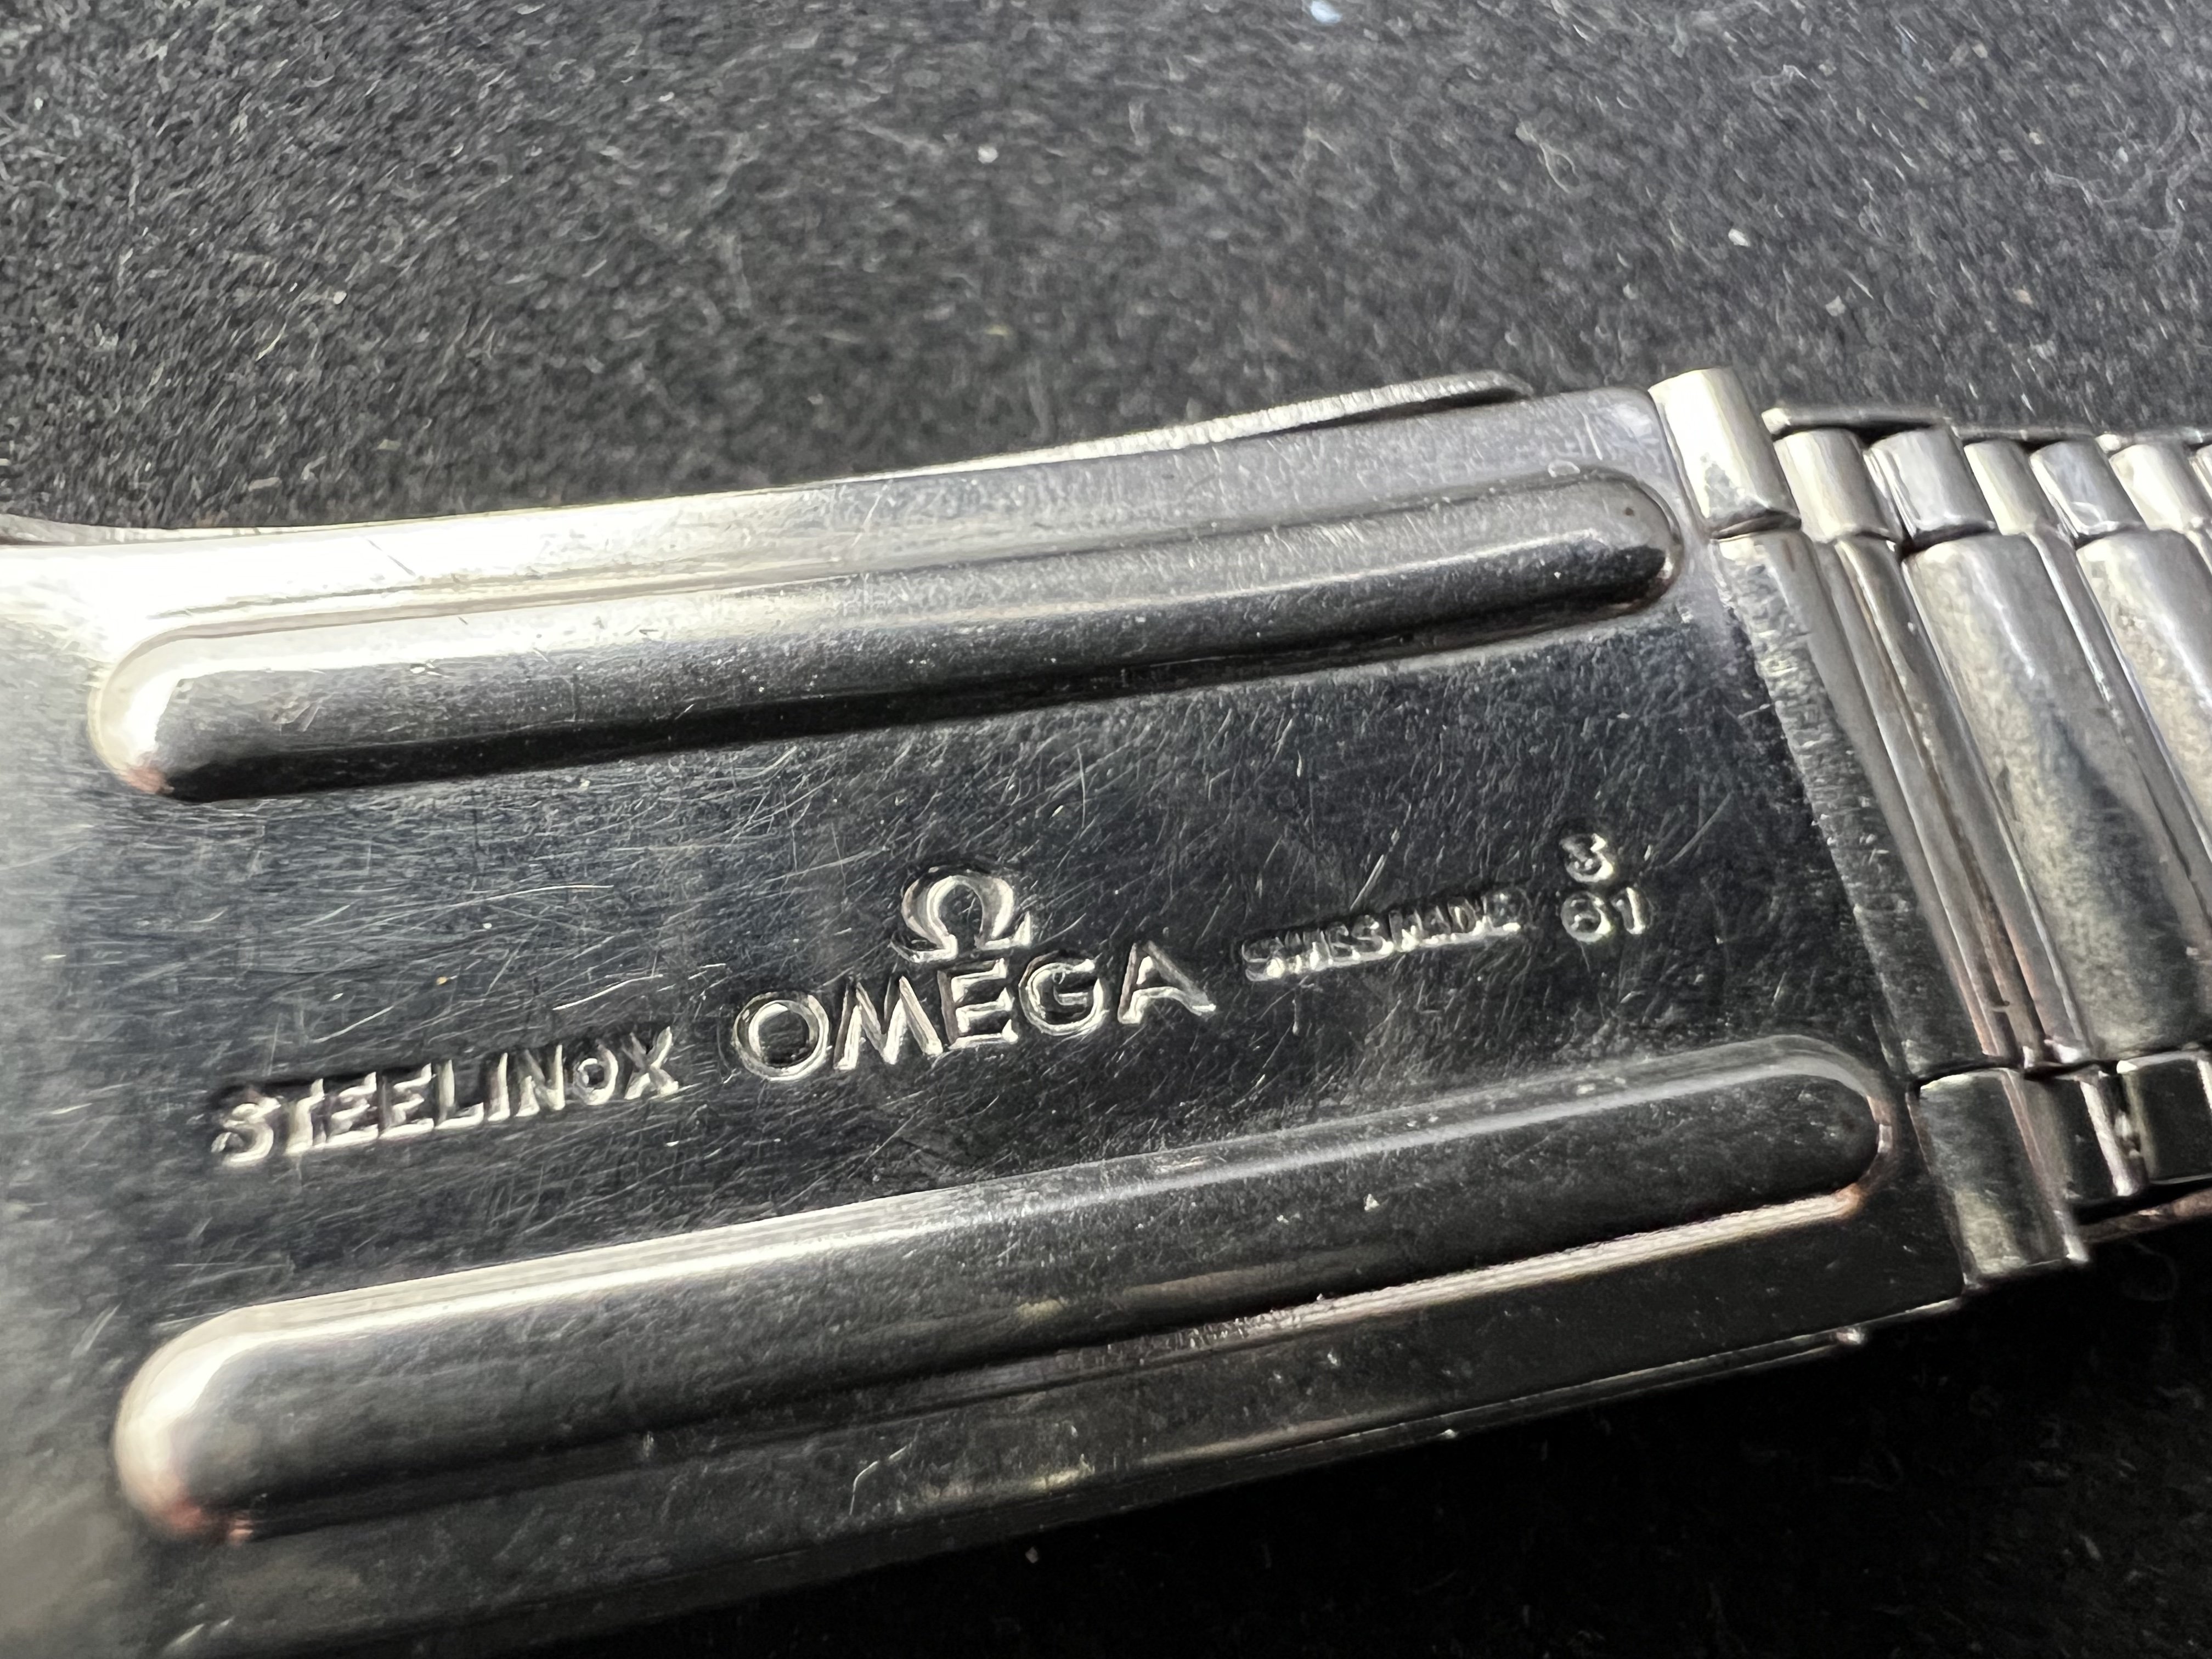 Ω
STEELINOX OMEGA SWISS MADE
3
61